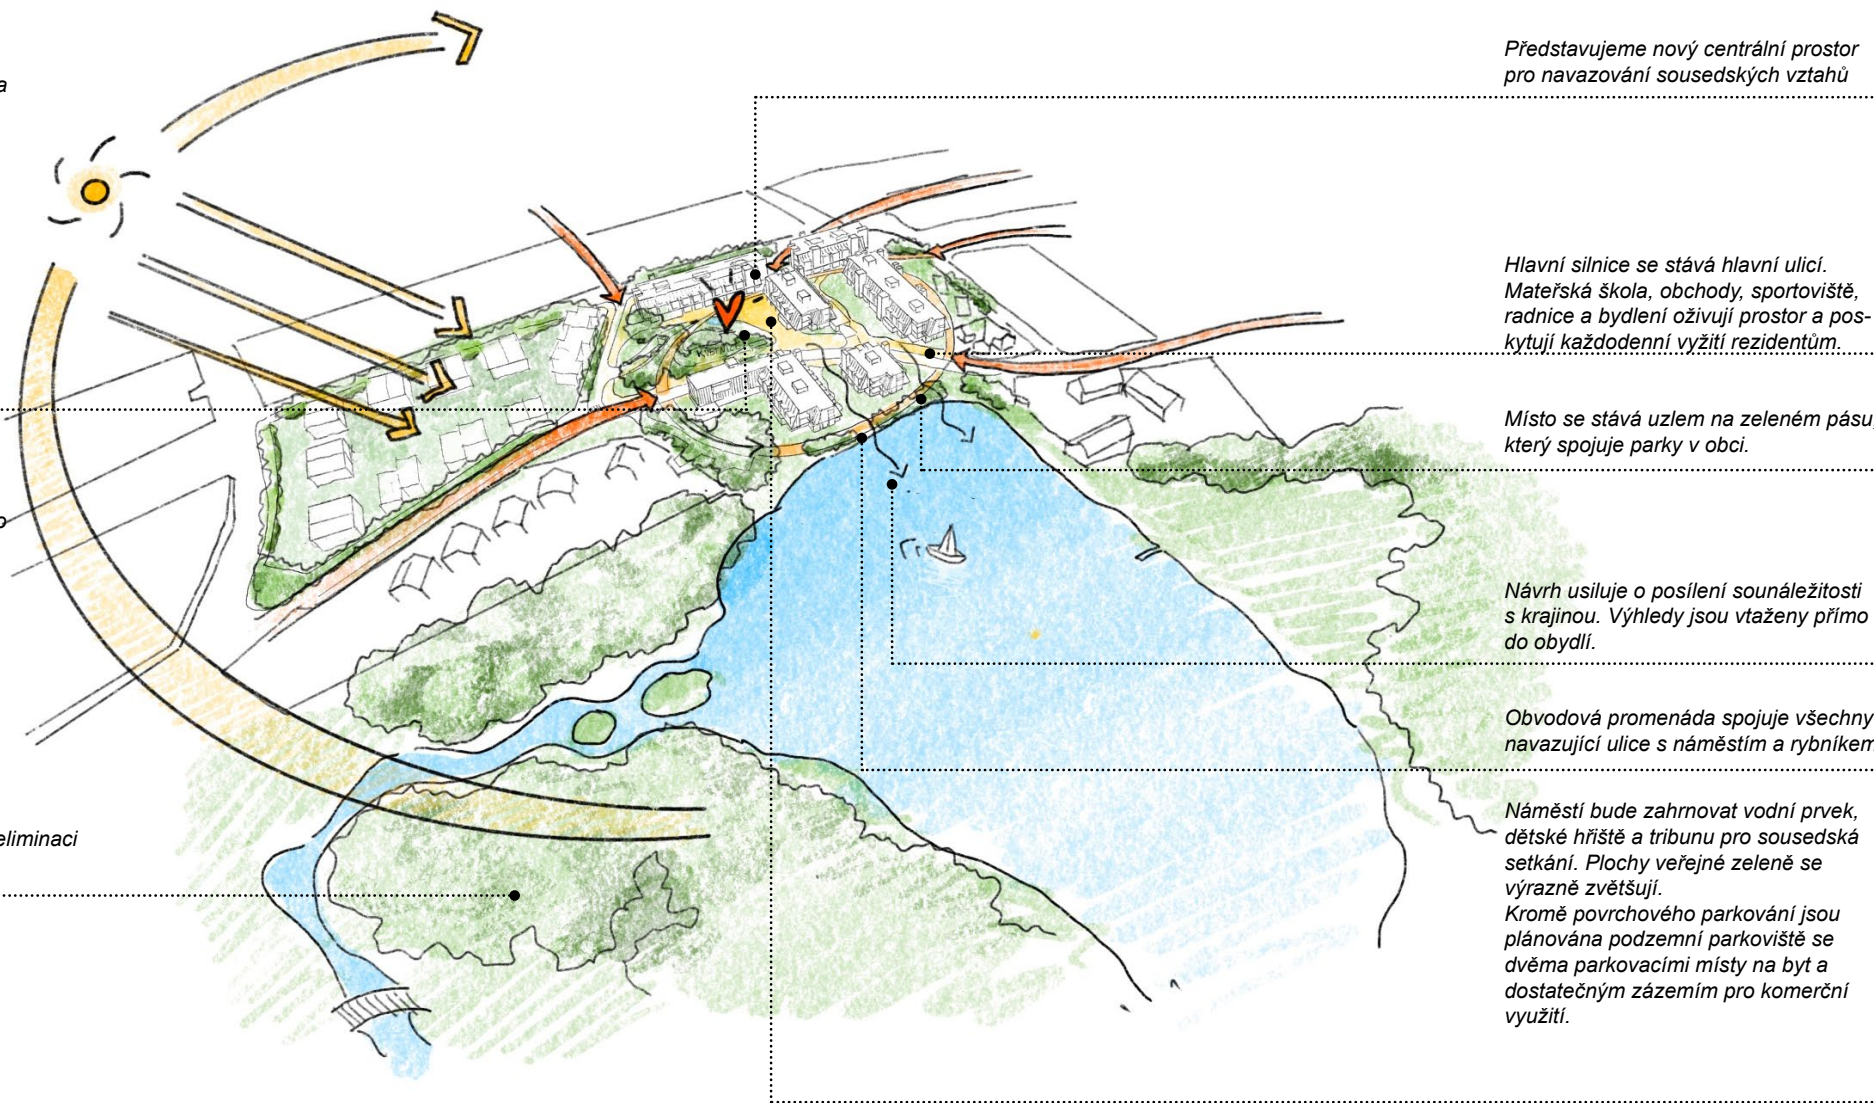 a
Představujeme nový centrální prostor
pro navazování sousedských vztahů
Hlavní silnice se stává hlavní ulicí.
Mateřská škola, obchody, sportoviště,
radnice a bydlení oživují prostor a pos-
kytují každodenní vyžití rezidentům.
Místo se stává uzlem na zeleném pásu,
který spojuje parky v obci.
o
Návrh usiluje o posílení sounáležitosti
s krajinou. Výhledy jsou vtaženy přímo
do obydlí.
Obvodová promenáda spojuje všechny
navazující ulice s náměstím a rybníkem
eliminaci
Náměstí bude zahrnovat vodní prvek,
dětské hřiště a tribunu pro sousedská
setkání. Plochy veřejné zeleně se
výrazně zvětšují.
Kromě povrchového parkování jsou
plánována podzemní parkoviště se
dvěma parkovacími místy na byt a
dostatečným zázemím pro komerční
využití.